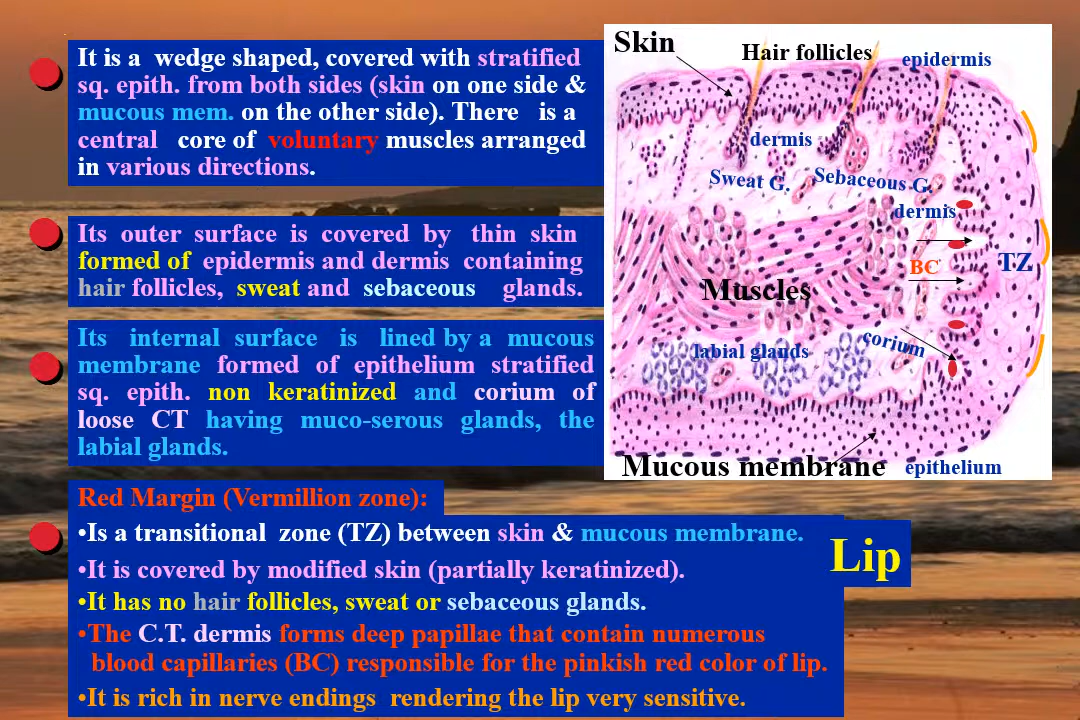 It is a wedge shaped, covered with stratified
sq. epith. from both sides (skin on one side &
mucous mem. on the other side). There is a
central core of voluntary muscles arranged
in various directions.
Its outer surface is covered by thin skin
formed of epidermis and dermis containing
hair follicles, sweat and sebaceous glands.
Its internal surface is lined by a mucous
membrane formed of epithelium stratified
sq. epith. non keratinized and corium of
loose CT having muco-serous glands, the
labial glands.
Red Margin (Vermillion zone):
•Is a transitional zone (TZ) between skin & mucous membrane.
•It is covered by modified skin (partially keratinized).
•It has no hair follicles, sweat or sebaceous glands.
•The C.T. dermis forms deep papillae that contain numerous
blood capillaries (BC) responsible for the pinkish red color of lip.
•It is rich in nerve endings rendering the lip very sensitive.
Lip
Skin
Hair follicles
epidermis
dermis
Sweat G.
Sebaceous G.
dermis
BC
TZ
Muscles
labial glands
corium
Mucous membrane
epithelium